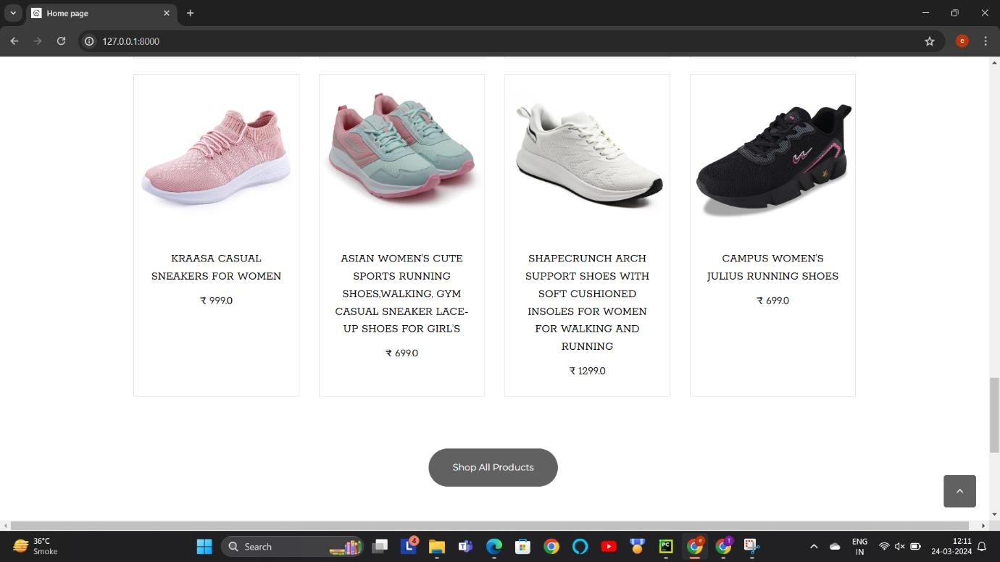 Home page
127.0.0.1:8000
e
KRAASA CASUAL
SNEAKERS FOR WOMEN
₹ 999.0
ASIAN WOMEN'S CUTE
SPORTS RUNNING
SHOES,WALKING, GYM
CASUAL SNEAKER LACE-
UP SHOES FOR GIRL'S
₹ 699.0
SHAPECRUNCH ARCH
SUPPORT SHOES WITH
SOFT CUSHIONED
INSOLES FOR WOMEN
FOR WALKING AND
RUNNING
₹ 1299.0
CAMPUS WOMEN'S
JULIUS RUNNING SHOES
₹ 699.0
Shop All Products
36°C
Smoke
Search
L
4
T
PC
e
T
ENG
IN
12:11
24-03-2024